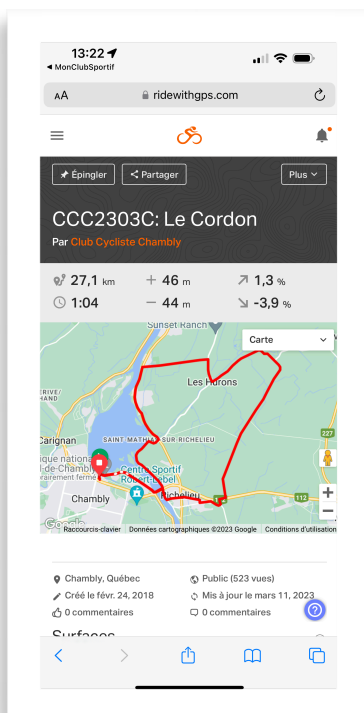 13:22
◄ MonClubSportif
AA ridewithgps.com
Épingler Partager Plus
CCC2303C: Le Cordon
Par Club Cycliste Chambly
27,1 km + 46 m 1,3 %
1:04 − 44 m -3,9 %
Sunset Ranch
Carte
Les Hurons
Carignan
SAINT-MATHIAS-SUR-RICHELIEU
227
Centre Sportif
Robert-Lebel
Chambly
Richelieu
112
+
−
Google
Raccourcis-clavier Données cartographiques ©2023 Google Conditions d'utilisation
Chambly, Québec Public (523 vues)
Créé le févr. 24, 2018 Mis à jour le mars 11, 2023
0 commentaires 0 commentaires
?
Surfaces